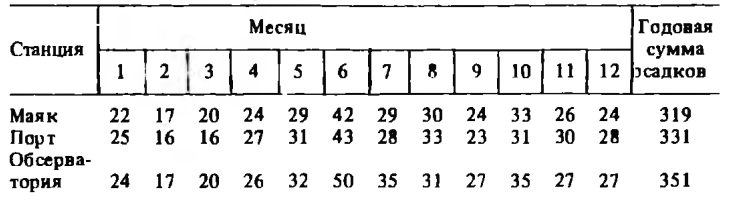 Станция Месяц Годовая сумма осадков
1 2 3 4 5 6 7 8 9 10 11 12
Маяк 22 17 20 24 29 42 29 30 24 33 26 24 319
Порт 25 16 16 27 31 43 28 33 23 31 30 28 331
Обсерва-
тория 24 17 20 26 32 50 35 31 27 35 27 27 351